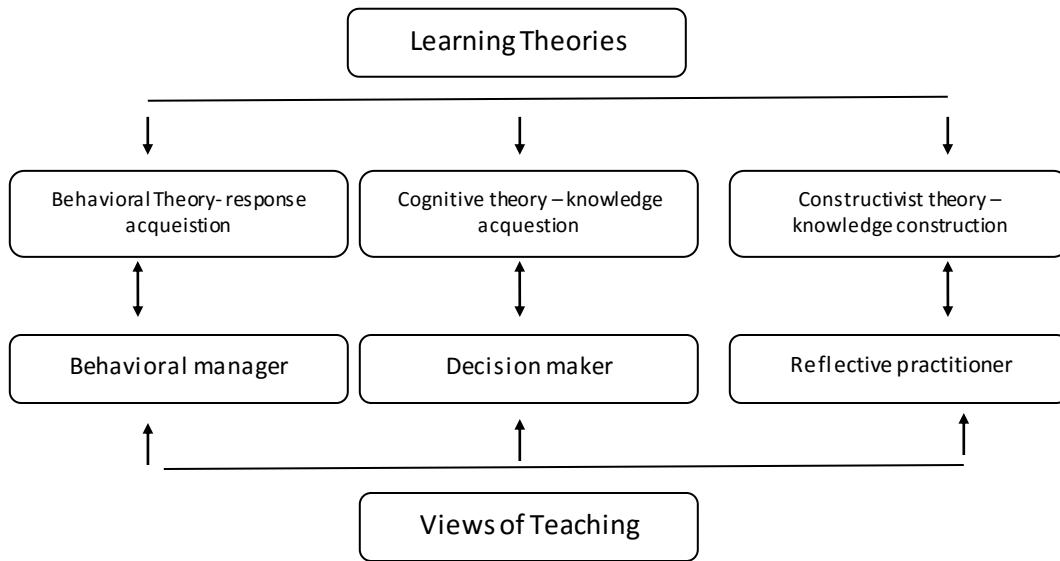 Learning Theories
Behavioral Theory- response
acqueistion
Cognitive theory – knowledge
acquestion
Constructivist theory –
knowledge construction
Behavioral manager
Decision maker
Reflective practitioner
Views of Teaching